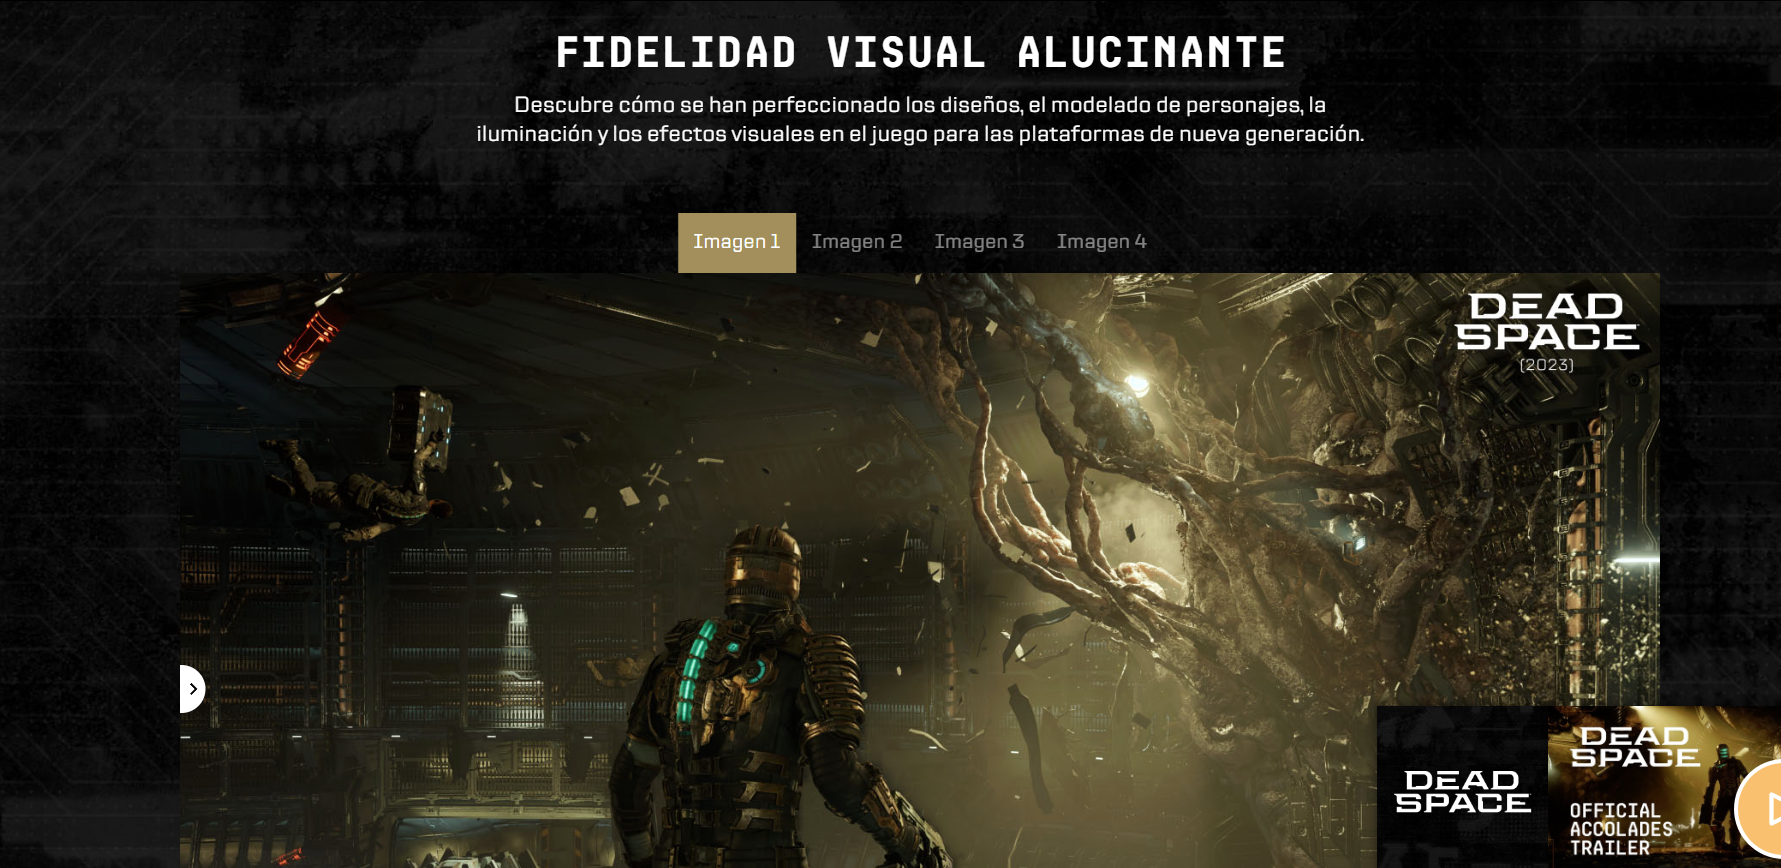 FIDELIDAD VISUAL ALUCINANTE
Descubre cómo se han perfeccionado los diseños, el modelado de personajes, la
iluminación y los efectos visuales en el juego para las plataformas de nueva generación.
Imagen 1
Imagen 2
Imagen 3
Imagen 4
DEAD
SPACE
(2023)
DEAD
SPACE
DEAD
SPACE
OFFICIAL
ACCOLADES
TRAILER